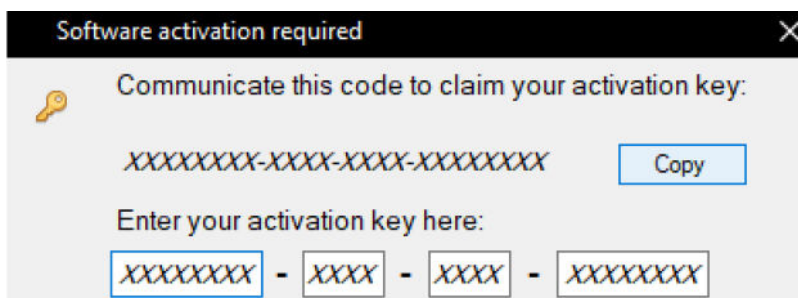 Software activation required
Communicate this code to claim your activation key:
XXXXXXXX-XXXX-XXXX-XXXXXXXX
Copy
Enter your activation key here:
XXXXXXXX - XXXX - XXXX - XXXXXXXX